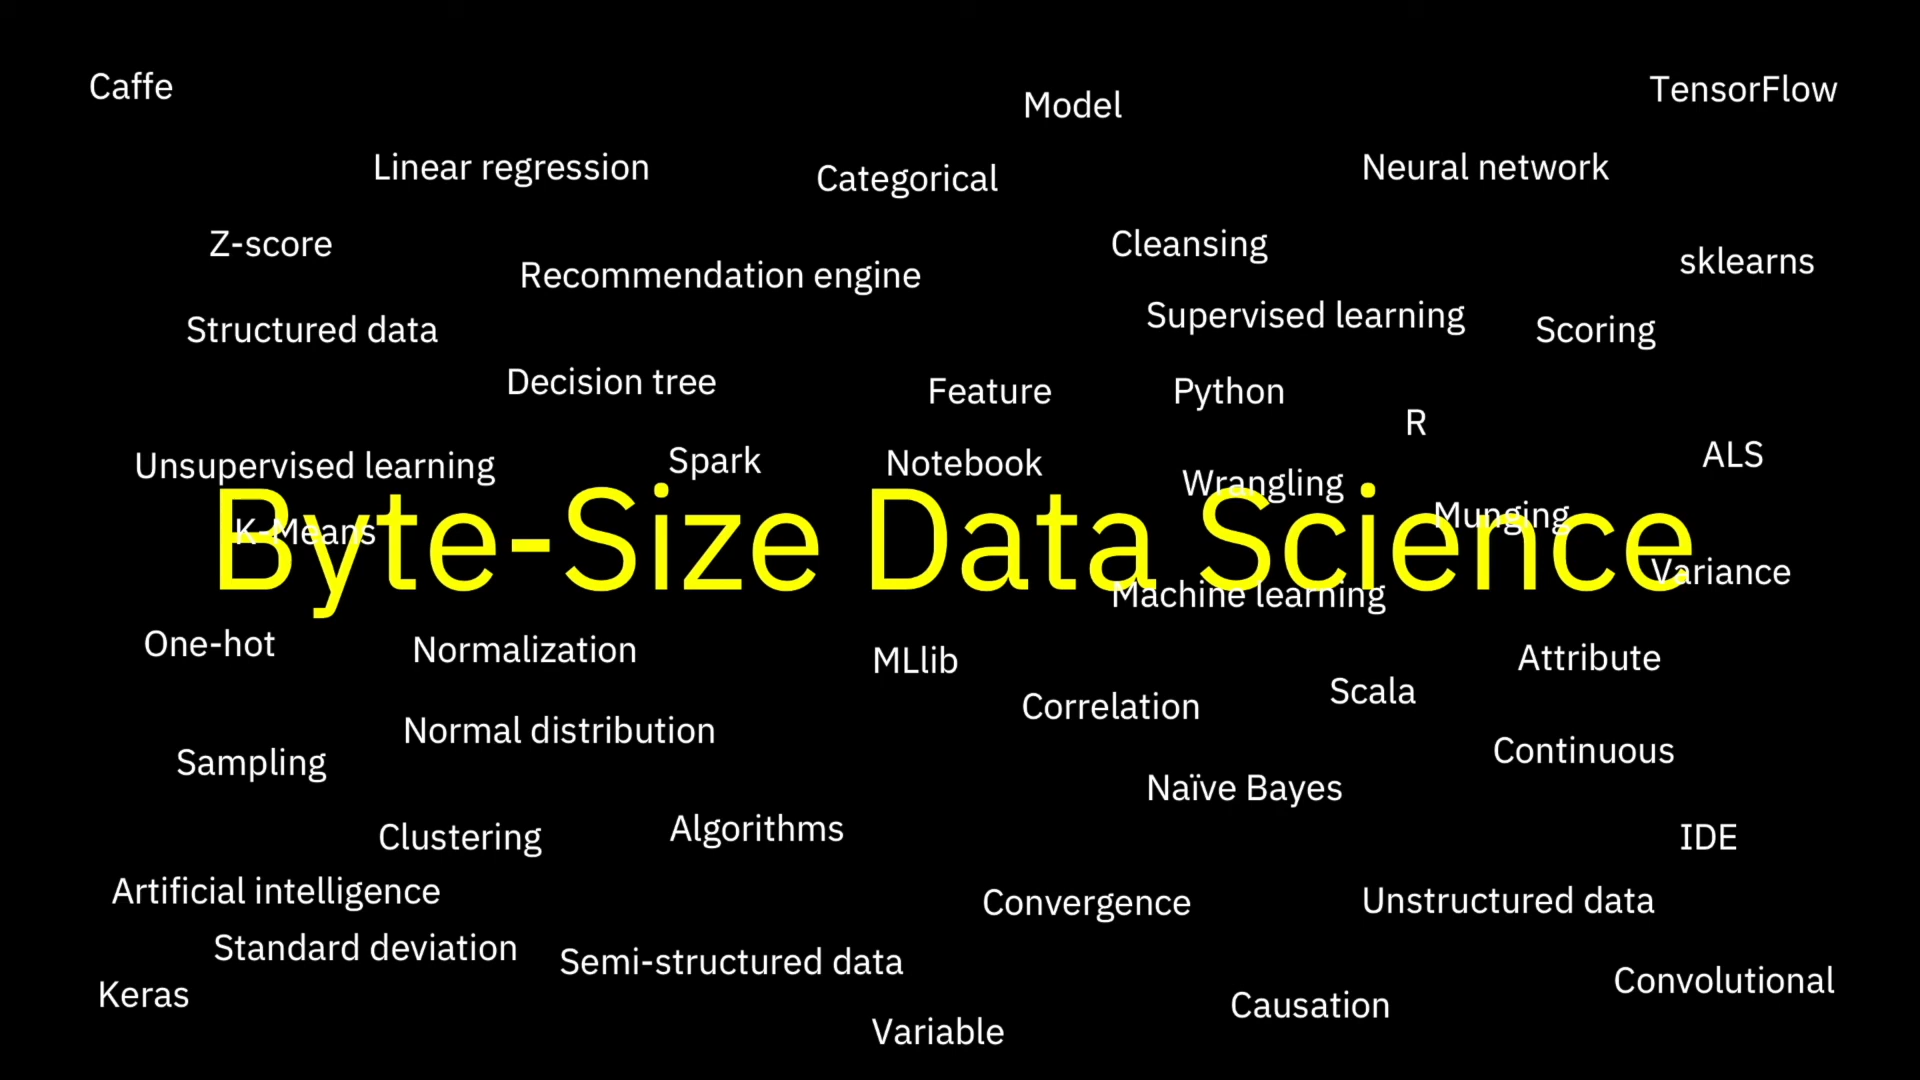 Caffe
Model
TensorFlow
Linear regression
Categorical
Neural network
Z-score
Recommendation engine
Cleansing
sklearns
Structured data
Supervised learning
Scoring
Decision tree
Feature
Python
R
Unsupervised learning
Spark
Notebook
Wrangling
ALS
K-Means
Munging
Byte-Size Data Science
Variance
Machine learning
One-hot
Normalization
MLlib
Attribute
Correlation
Scala
Normal distribution
Sampling
Continuous
Naïve Bayes
Clustering
Algorithms
IDE
Artificial intelligence
Convergence
Unstructured data
Standard deviation
Semi-structured data
Keras
Convolutional
Causation
Variable